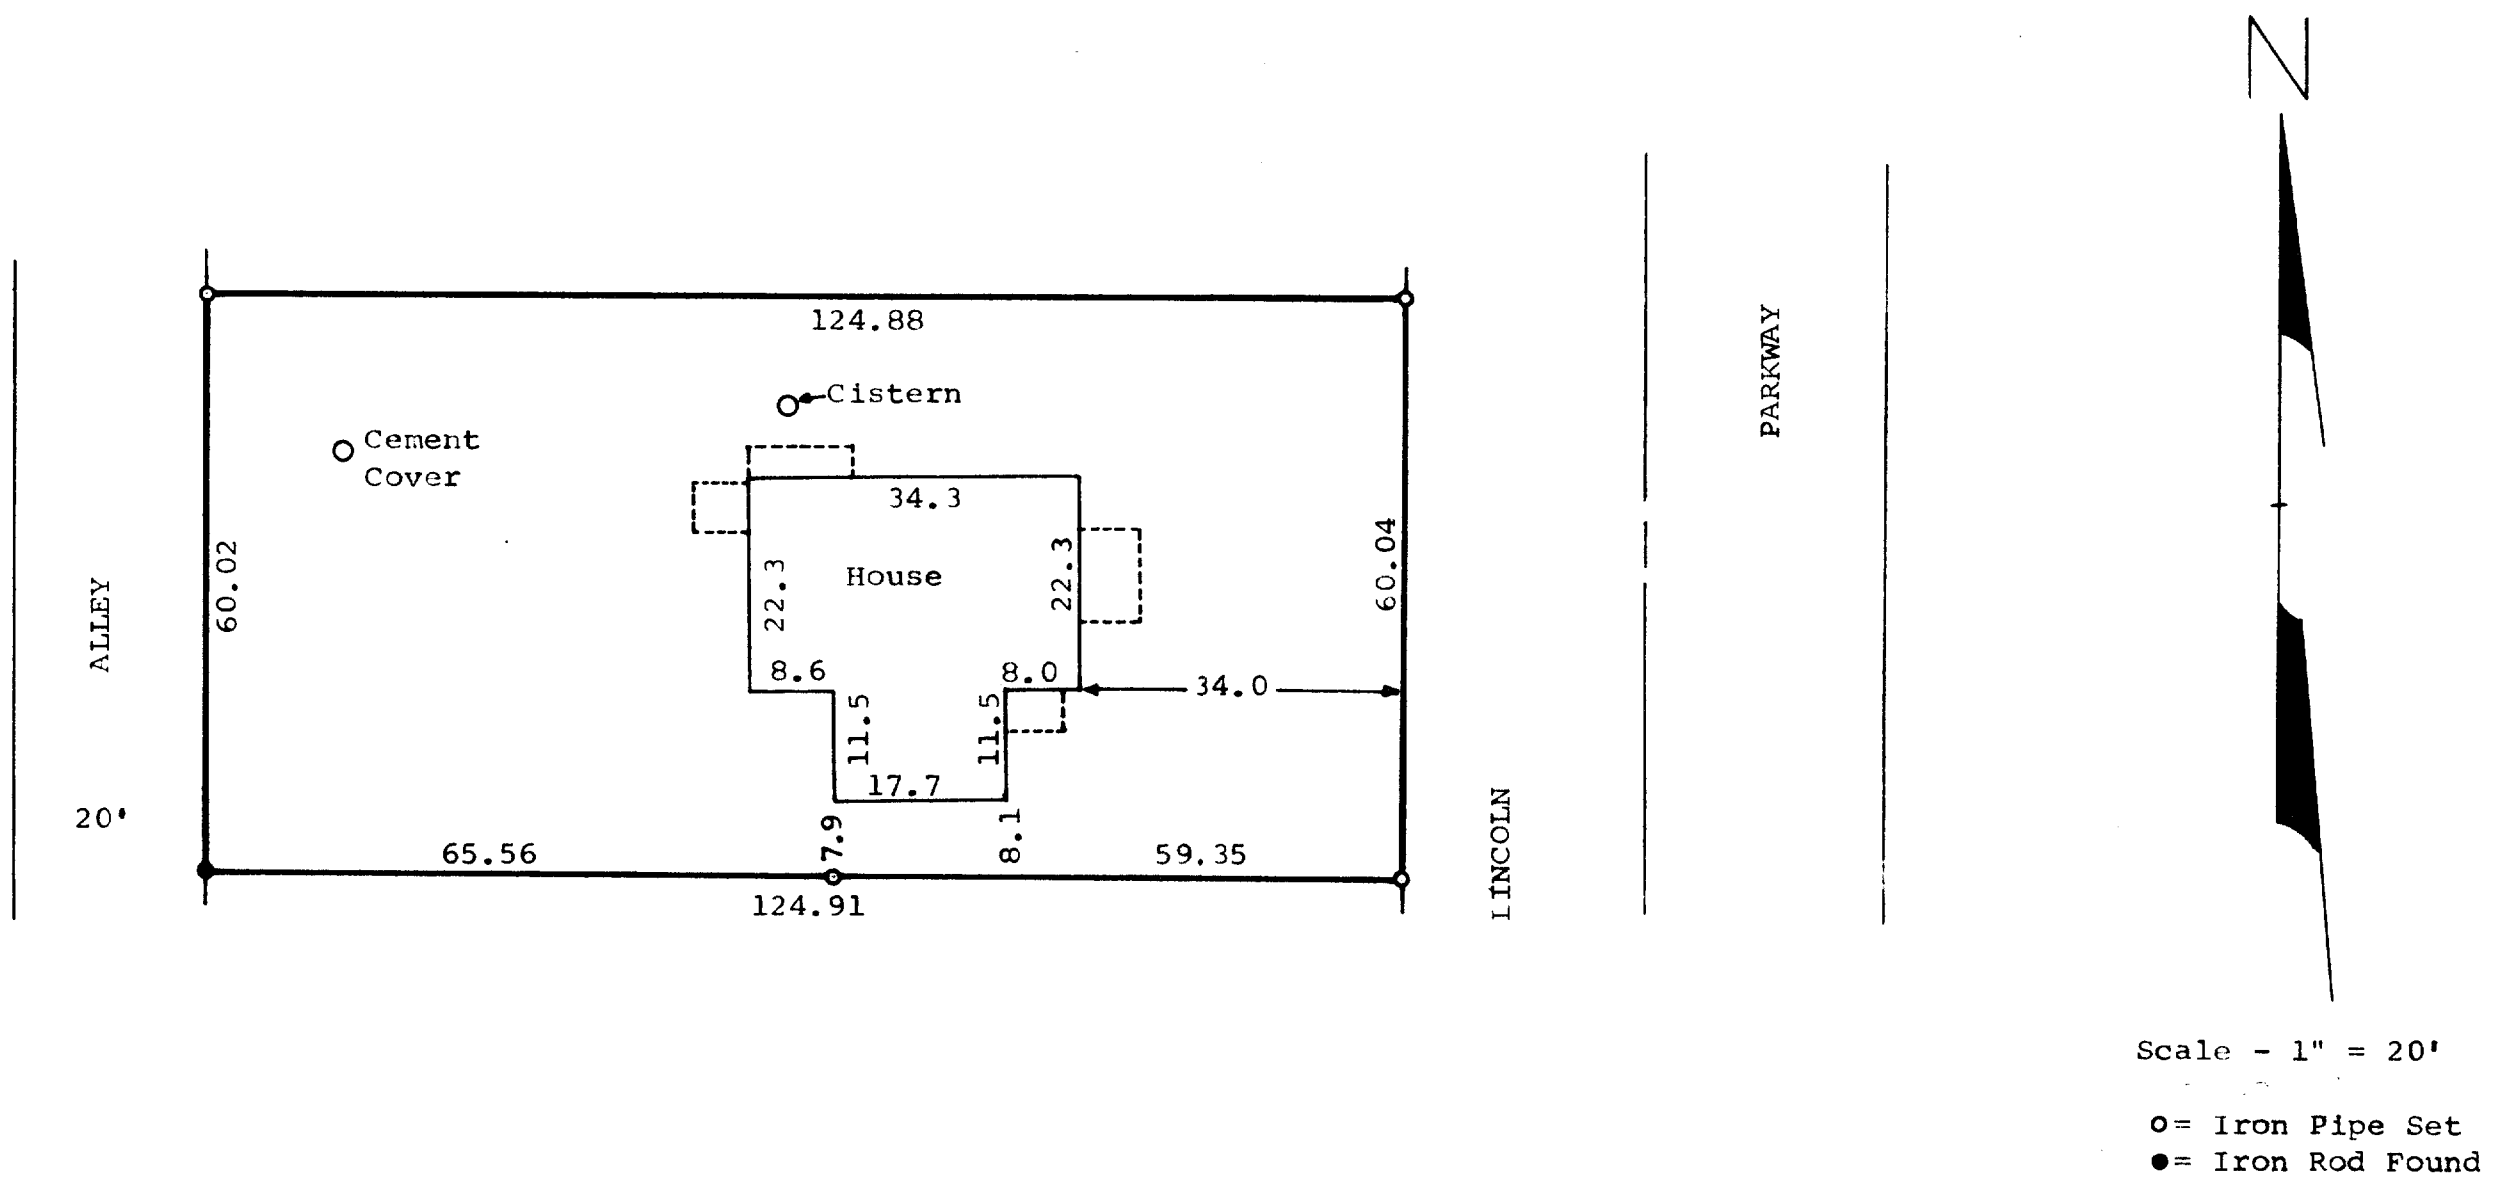 N
124.88
Cistern
Cement
Cover
34.3
PARKWAY
60.02
22.3
House
22.3
60.04
ALLEY
8.6
8.0
34.0
11.5
11.5
17.7
20'
7.9
8.1
LINCOLN
65.56
59.35
124.91
Scale - 1" = 20'
= Iron Pipe Set
= Iron Rod Found